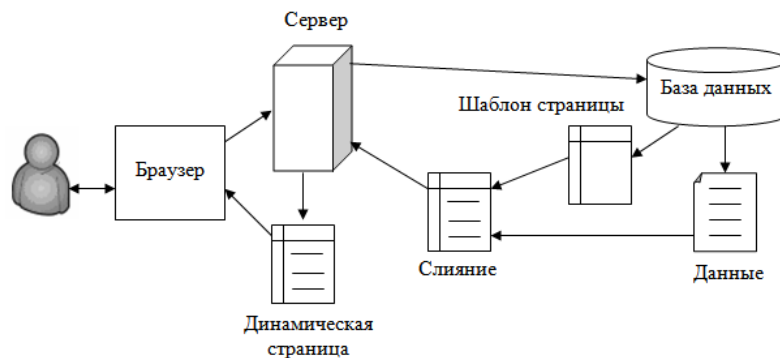 Сервер
База данных
Шаблон страницы
Браузер
Слияние
Данные
Динамическая
страница